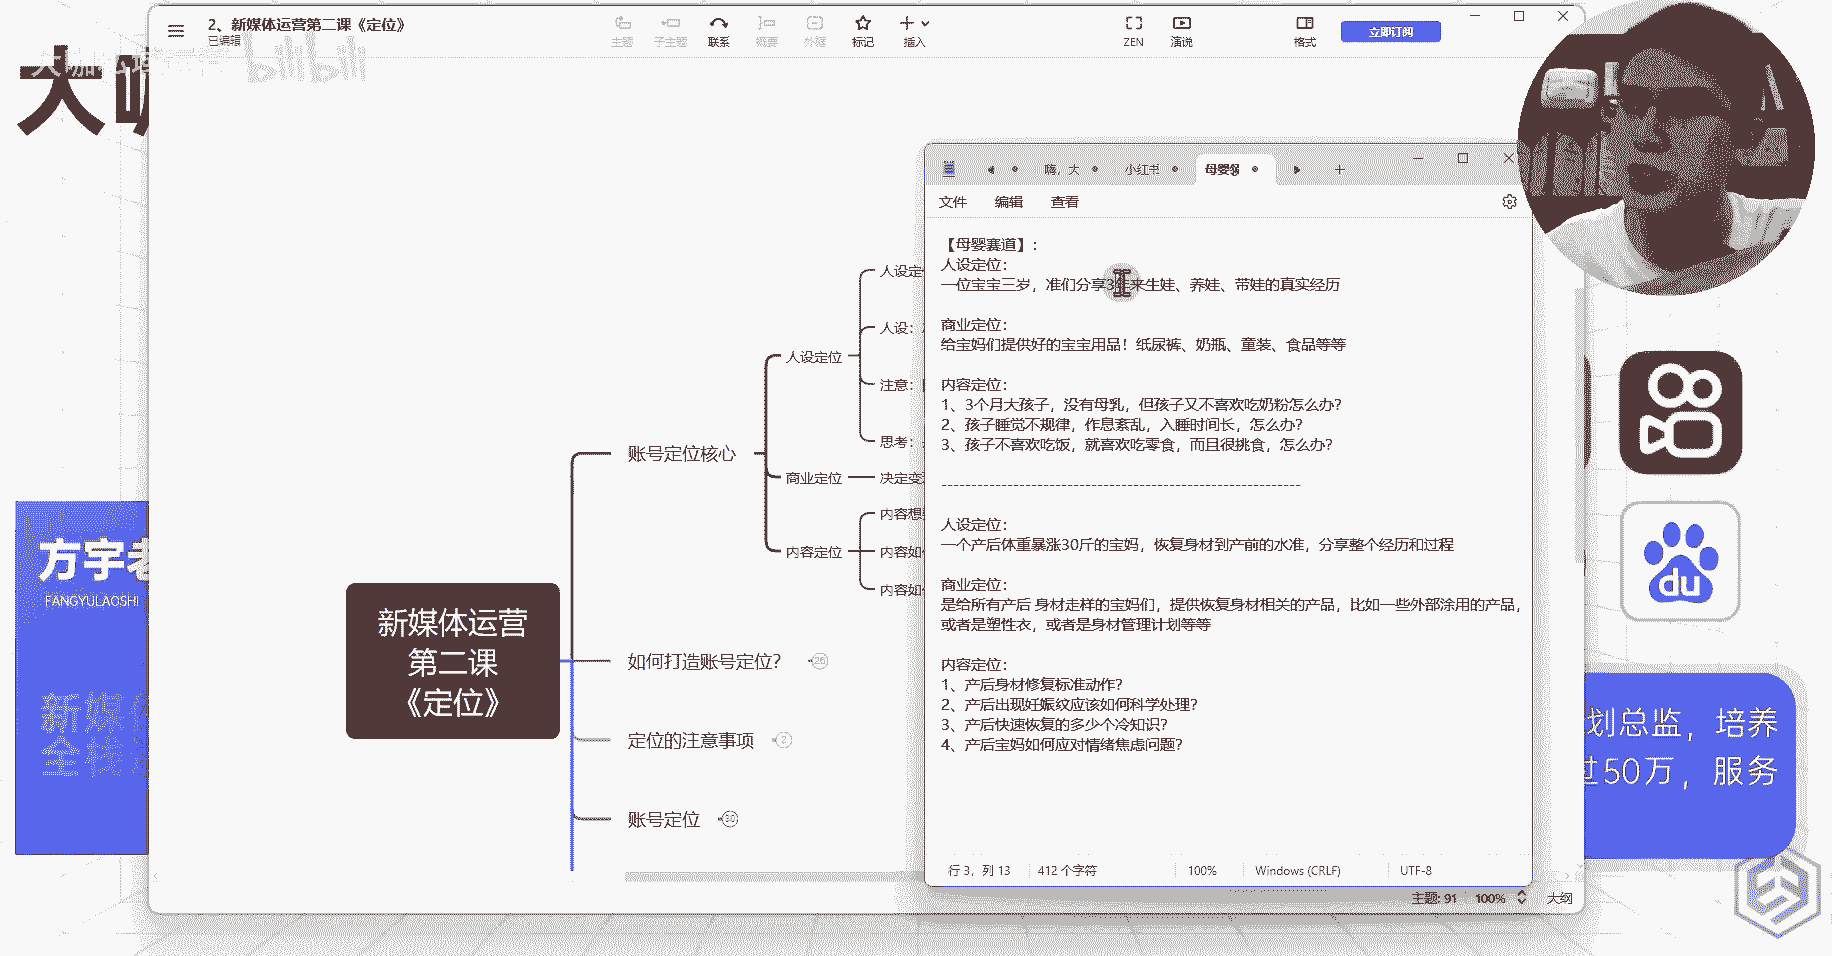 2、新媒体运营第二课《定位》
已编辑
主题
子主题
联系
概要
外框
标记
插入
ZEN
演说
格式
立即订阅
bilibili
大咖
母婴
嗨，大
小红书
文件
编辑
查看
【母婴赛道】：
人设定位：
一位宝宝三岁，准们分享3年来生娃、养娃、带娃的真实经历
商业定位：
给宝妈们提供好的宝宝用品！纸尿裤、奶瓶、童装、食品等等
内容定位：
1、3个月大孩子，没有母乳，但孩子又不喜欢吃奶粉怎么办？
2、孩子睡觉不规律，作息紊乱，入睡时间长，怎么办？
3、孩子不喜欢吃饭，就喜欢吃零食，而且很挑食，怎么办？
------------------------------------------------------------
人设定位：
一个产后体重暴涨30斤的宝妈，恢复身材到产前的水准，分享整个经历和过程
商业定位：
是给所有产后 身材走样的宝妈们，提供恢复身材相关的产品，比如一些外部涂用的产品，
或者是塑性衣，或者是身材管理计划等等
内容定位：
1、产后身材修复标准动作？
2、产后出现妊娠纹应该如何科学处理？
3、产后快速恢复的多少个冷知识？
4、产后宝妈如何应对情绪焦虑问题？
行 3，列 13
412 个字符
100%
Windows (CRLF)
UTF-8
新媒体运营
第二课
《定位》
账号定位核心
人设定位
人设定
人设：
注意：
思考：
商业定位
决定变
内容定位
内容想
内容如
内容如
如何打造账号定位？
26
定位的注意事项
2
账号定位
30
主题: 91
100%
大纲
方宇老
FANGYULAOSHI
新媒体
全栈
划总监，培养
过50万，服务
du